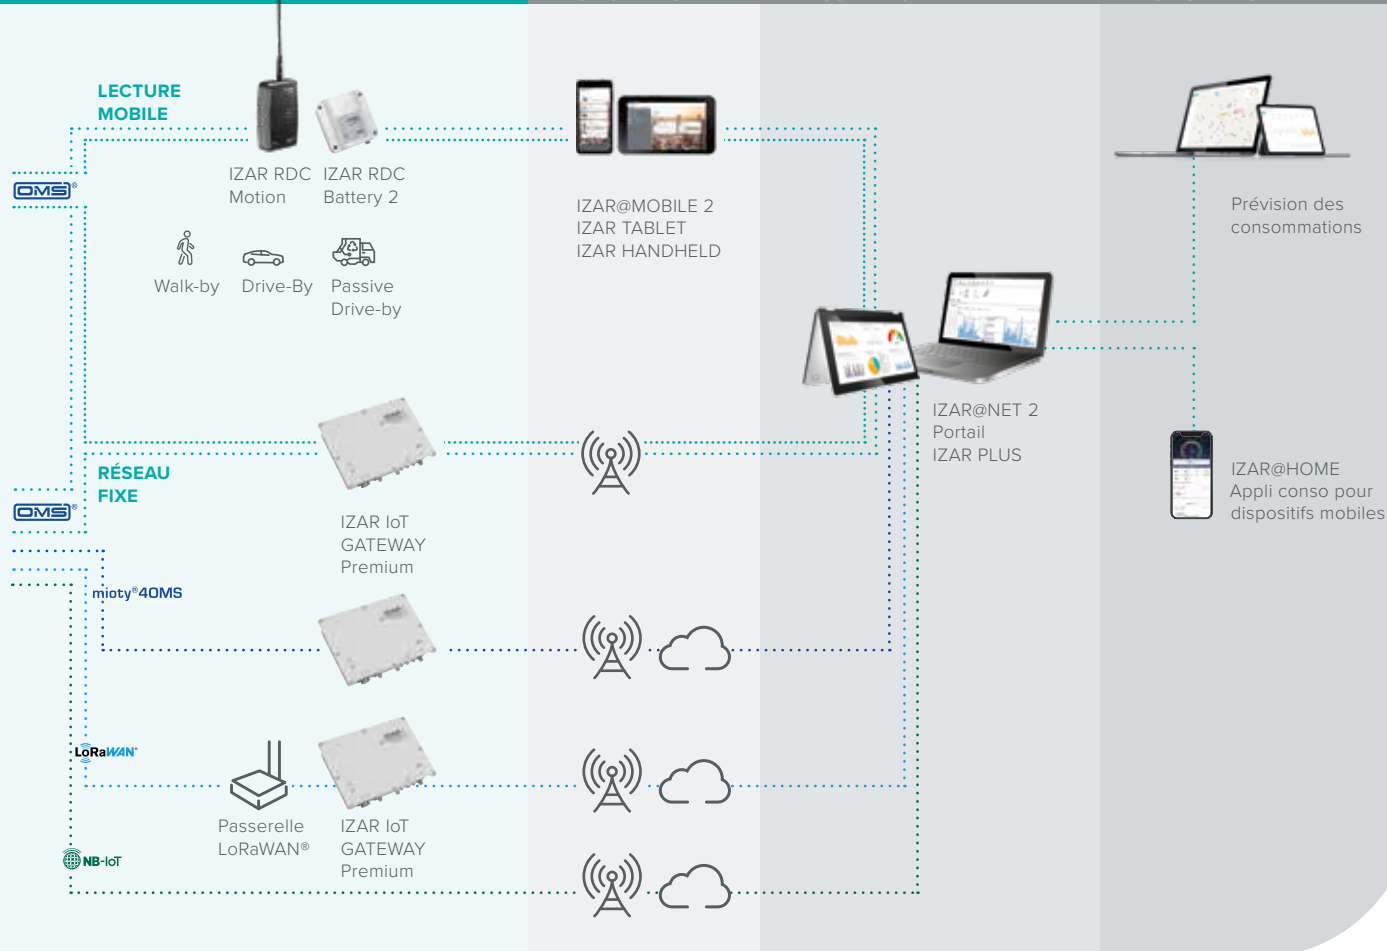 LECTURE
MOBILE
OMS®
IZAR RDC
Motion
IZAR RDC
Battery 2
Walk-by
Drive-By
Passive
Drive-by
IZAR@MOBILE 2
IZAR TABLET
IZAR HANDHELD
Prévision des
consommations
IZAR@NET 2
Portail
IZAR PLUS
IZAR@HOME
Appli conso pour
dispositifs mobiles
RÉSEAU
FIXE
OMS®
IZAR IoT
GATEWAY
Premium
mioty®4OMS
LoRaWAN®
Passerelle
LoRaWAN®
IZAR IoT
GATEWAY
Premium
NB-IoT